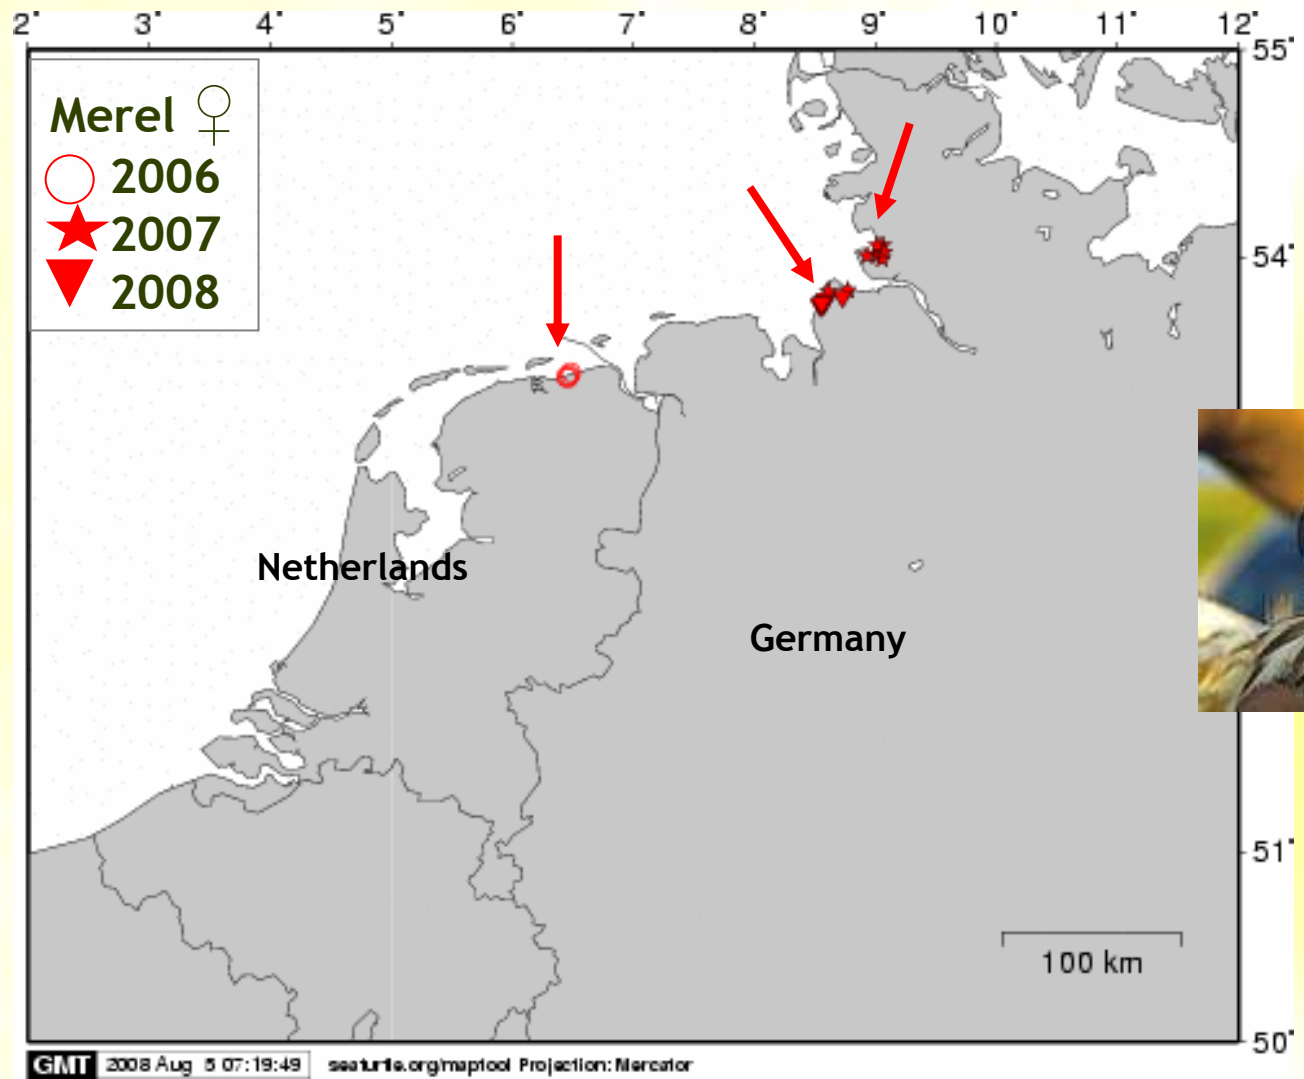 2° 3° 4° 5° 6° 7° 8° 9° 10° 11° 12°
55°
Merel ♀
2006
2007
2008
54°
Netherlands
Germany
51°
100 km
50°
GMT 2008 Aug 5 07:19:49 seaturtle.org/maptool Projection: Mercator